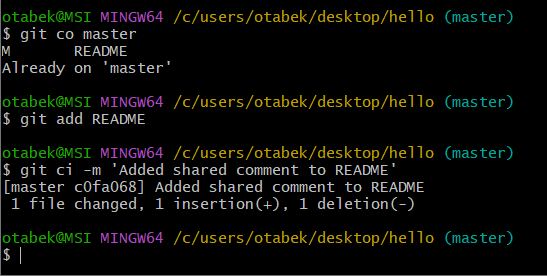 otabek@MSI MINGW64 /c/users/otabek/desktop/hello (master)
$ git co master
M       README
Already on 'master'
otabek@MSI MINGW64 /c/users/otabek/desktop/hello (master)
$ git add README
otabek@MSI MINGW64 /c/users/otabek/desktop/hello (master)
$ git ci -m 'Added shared comment to README'
[master c0fa068] Added shared comment to README
 1 file changed, 1 insertion(+), 1 deletion(-)
otabek@MSI MINGW64 /c/users/otabek/desktop/hello (master)
$